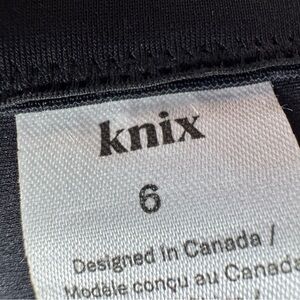 knix
6
Designed in Canada /
Modèle conçu au Canada